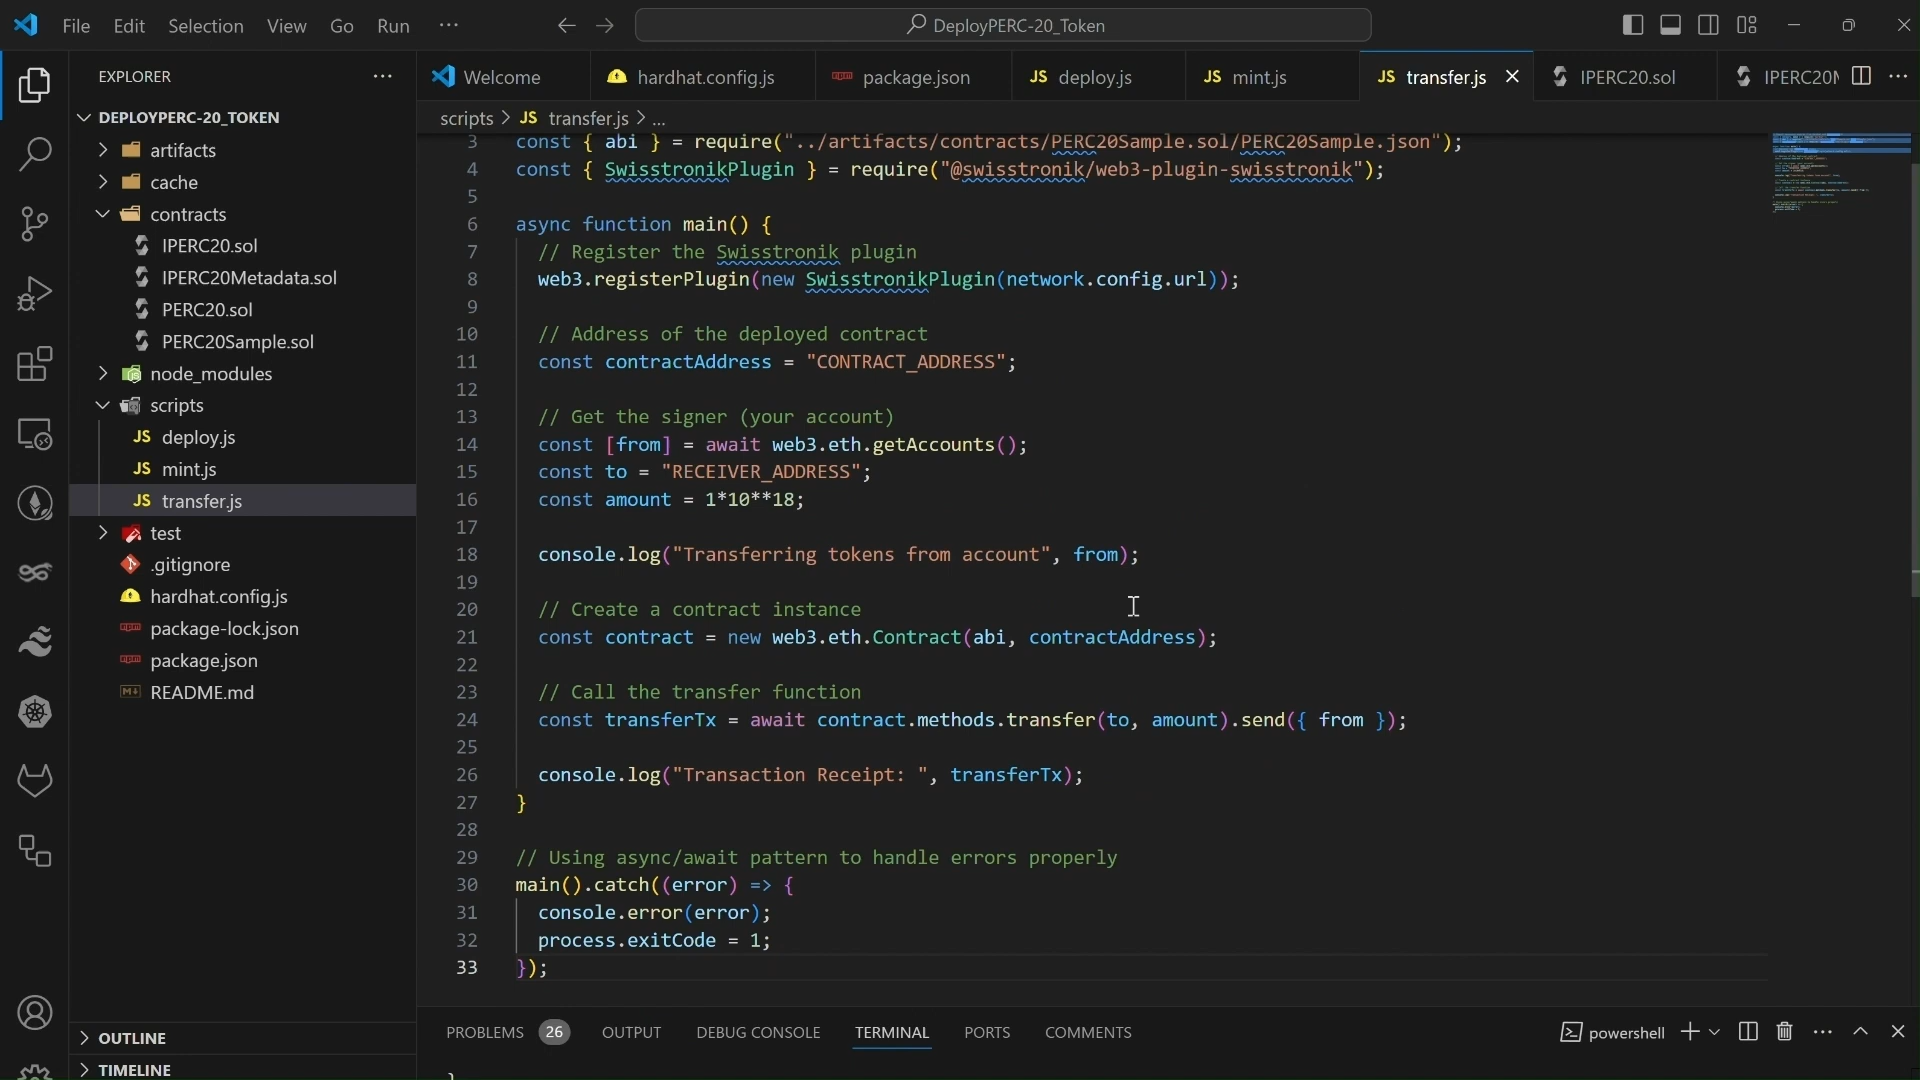 File Edit Selection View Go Run ···
DeployPERC-20_Token
EXPLORER
DEPLOYPERC-20_TOKEN
artifacts
cache
contracts
IPERC20.sol
IPERC20Metadata.sol
PERC20.sol
PERC20Sample.sol
node_modules
scripts
deploy.js
mint.js
transfer.js
test
.gitignore
hardhat.config.js
package-lock.json
package.json
README.md
OUTLINE
TIMELINE
Welcome hardhat.config.js package.json JS deploy.js JS mint.js JS transfer.js IPERC20.sol
scripts > JS transfer.js > ...
3 const { abi } = require("../artifacts/contracts/PERC20Sample.sol/PERC20Sample.json");
4 const { SwisstronikPlugin } = require("@swisstronik/web3-plugin-swisstronik");
5
6 async function main() {
7 // Register the Swisstronik plugin
8 web3.registerPlugin(new SwisstronikPlugin(network.config.url));
9
10 // Address of the deployed contract
11 const contractAddress = "CONTRACT_ADDRESS";
12
13 // Get the signer (your account)
14 const [from] = await web3.eth.getAccounts();
15 const to = "RECEIVER_ADDRESS";
16 const amount = 1*10**18;
17
18 console.log("Transferring tokens from account", from);
19
20 // Create a contract instance
21 const contract = new web3.eth.Contract(abi, contractAddress);
22
23 // Call the transfer function
24 const transferTx = await contract.methods.transfer(to, amount).send({ from });
25
26 console.log("Transaction Receipt: ", transferTx);
27 }
28
29 // Using async/await pattern to handle errors properly
30 main().catch((error) => {
31 console.error(error);
32 process.exitCode = 1;
33 });
PROBLEMS 26 OUTPUT DEBUG CONSOLE TERMINAL PORTS COMMENTS powershell